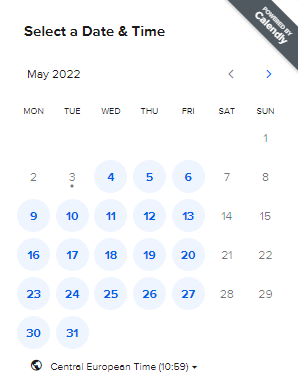 POWERED BY
Calendly
Select a Date & Time
May 2022
MON TUE WED THU FRI SAT SUN
1
2 3 4 5 6 7 8
9 10 11 12 13 14 15
16 17 18 19 20 21 22
23 24 25 26 27 28 29
30 31
Central European Time (10:59)